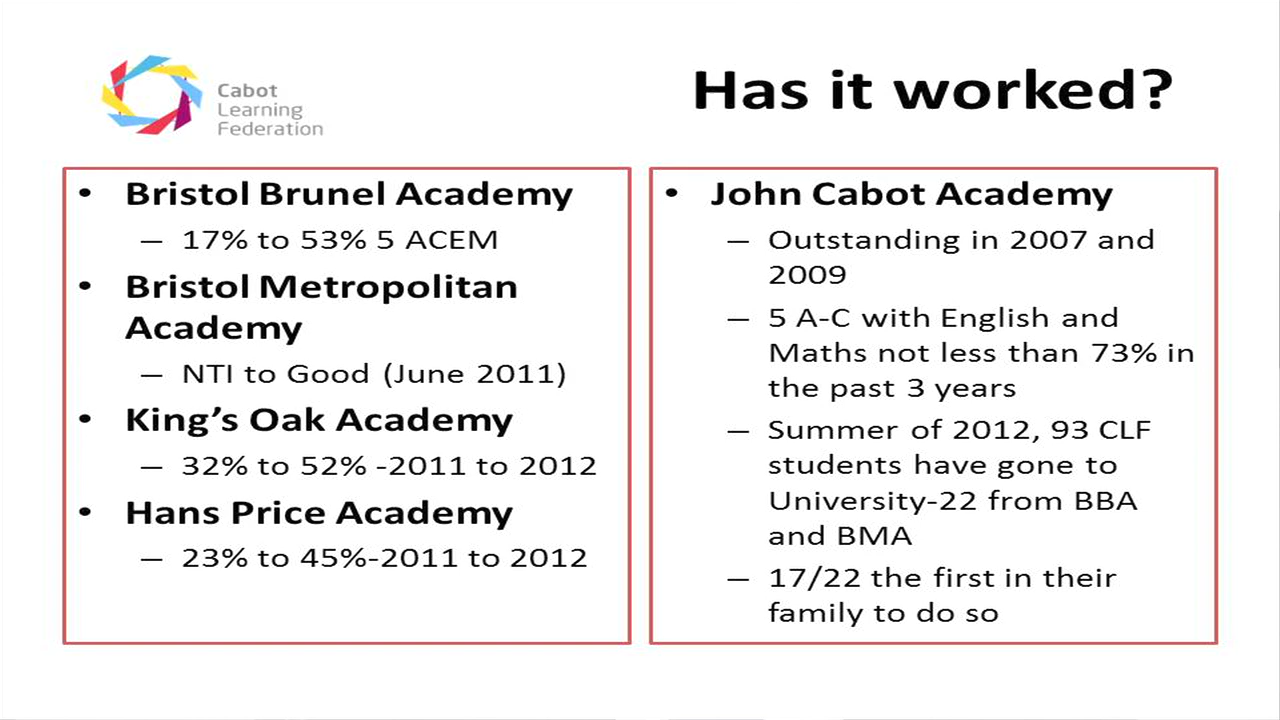 Cabot
Learning
Federation
Has it worked?
• Bristol Brunel Academy
– 17% to 53% 5 ACEM
• Bristol Metropolitan
Academy
– NTI to Good (June 2011)
• King’s Oak Academy
– 32% to 52% -2011 to 2012
• Hans Price Academy
– 23% to 45%-2011 to 2012
• John Cabot Academy
– Outstanding in 2007 and
2009
– 5 A-C with English and
Maths not less than 73% in
the past 3 years
– Summer of 2012, 93 CLF
students have gone to
University-22 from BBA
and BMA
– 17/22 the first in their
family to do so